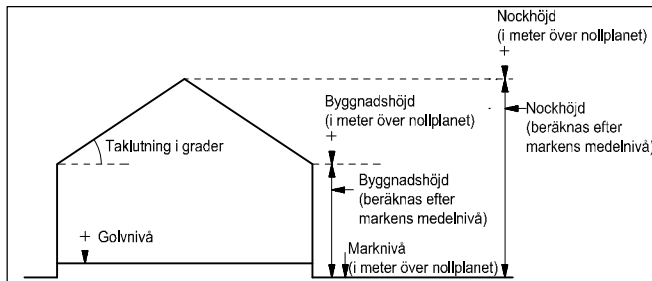 Nockhöjd
(i meter över nollplanet)
+
Byggnadshöjd
(i meter över nollplanet)
+
Nockhöjd
(beräknas efter
markens medelnivå)
Taklutning i grader
Byggnadshöjd
(beräknas efter
markens medelnivå)
+ Golvnivå
Marknivå
(i meter över nollplanet)